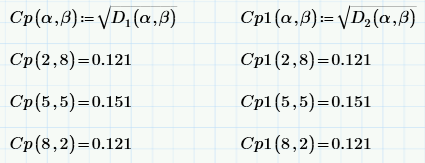 Cp(α,β):=√D₁(α,β) Cp1(α,β):=√D₂(α,β)
Cp(2,8)=0.121 Cp1(2,8)=0.121
Cp(5,5)=0.151 Cp1(5,5)=0.151
Cp(8,2)=0.121 Cp1(8,2)=0.121